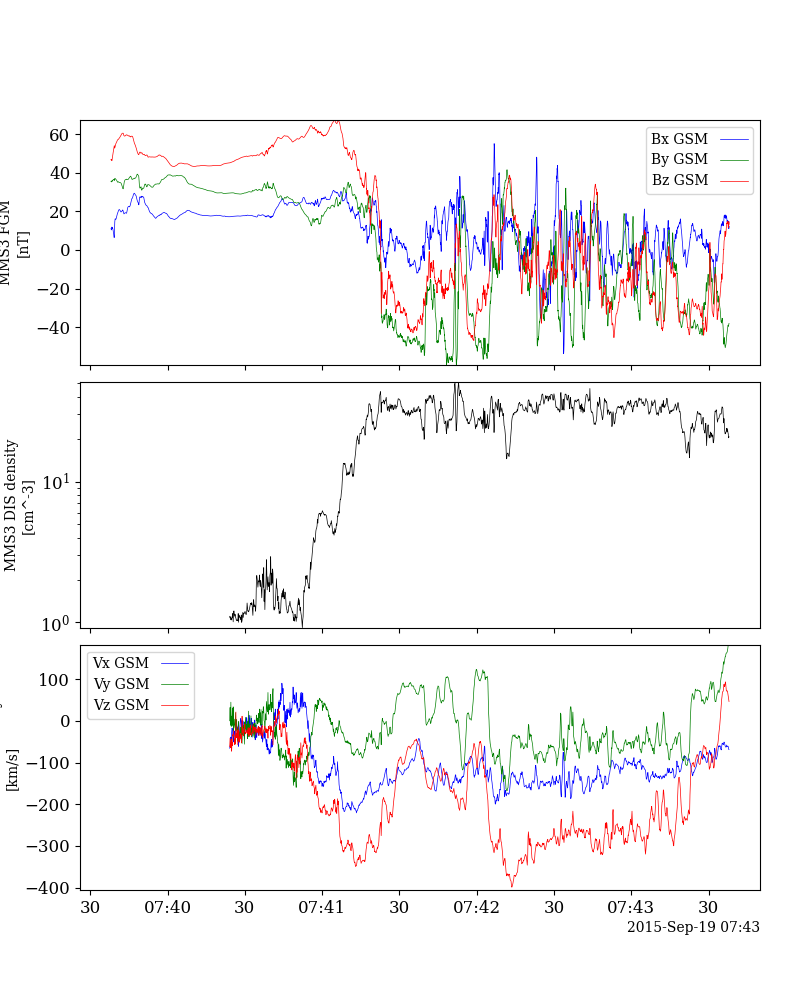 60
40
20
0
−20
−40
MMS3 FGM
[nT]
Bx GSM
By GSM
Bz GSM
10^1
10^0
MMS3 DIS density
[cm^-3]
Vx GSM
Vy GSM
Vz GSM
100
0
−100
−200
−300
−400
[km/s]
30 07:40 30 07:41 30 07:42 30 07:43 30
2015-Sep-19 07:43